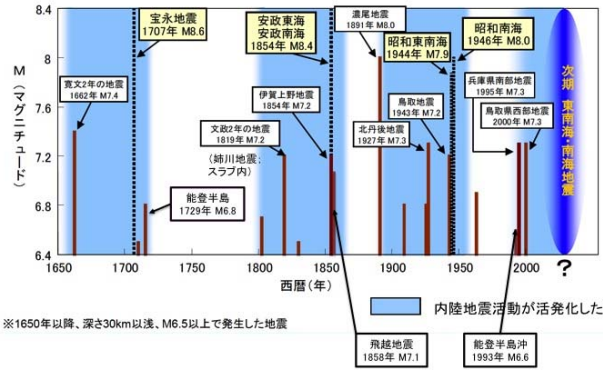 宝永地震
1707年 M8.6
安政東海
安政南海
1854年 M8.4
濃尾地震
1891年 M8.0
昭和東南海
1944年 M7.9
昭和南海
1946年 M8.0
寛文2年の地震
1662年 M7.4
伊賀上野地震
1854年 M7.2
文政2年の地震
1819年 M7.2
(姉川地震:
スラブ内)
鳥取地震
1943年 M7.2
北丹後地震
1927年 M7.3
兵庫県南部地震
1995年 M7.3
鳥取県西部地震
2000年 M7.3
能登半島
1729年 M6.8
次期 東南海・南海地震
M(マグニチュード)
8.4
8
7.6
7.2
6.8
6.4
1650
1700
1750
1800
1850
1900
1950
2000
?
西暦(年)
内陸地震活動が活発化した
※1650年以降、深さ30km以浅、M6.5以上で発生した地震
飛越地震
1858年 M7.1
能登半島沖
1993年 M6.6